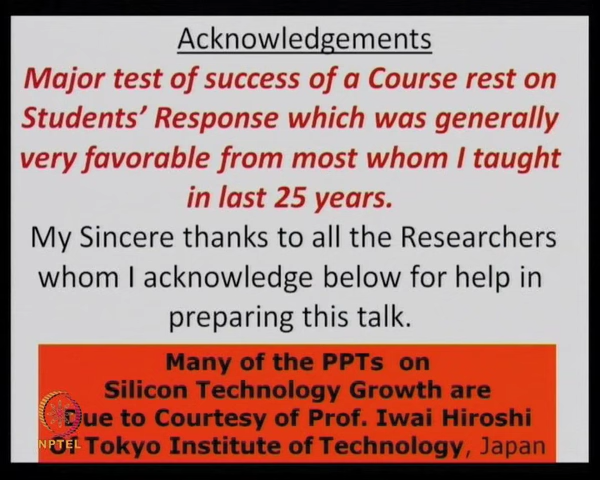 Acknowledgements
Major test of success of a Course rest on
Students' Response which was generally
very favorable from most whom I taught
in last 25 years.
My Sincere thanks to all the Researchers
whom I acknowledge below for help in
preparing this talk.
Many of the PPTs on
Silicon Technology Growth are
Due to Courtesy of Prof. Iwai Hiroshi
Of Tokyo Institute of Technology, Japan
NPTEL